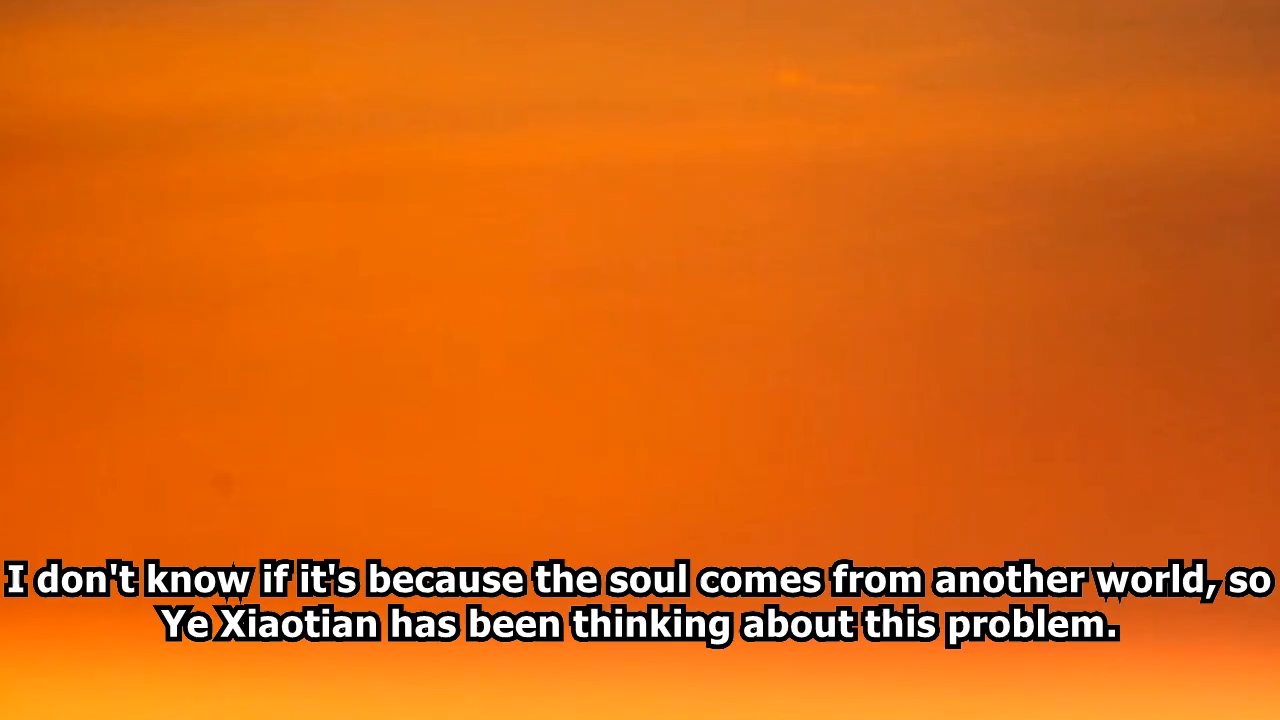 I don't know if it's because the soul comes from another world, so
Ye Xiaotian has been thinking about this problem.